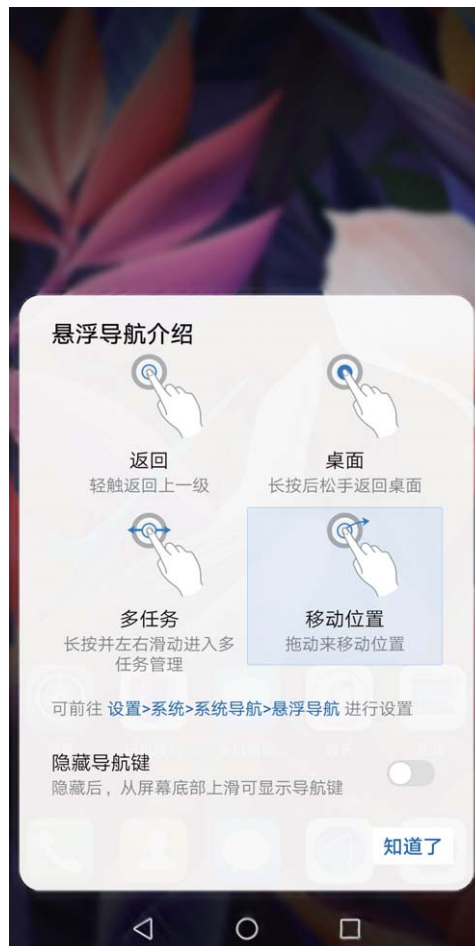 悬浮导航介绍
返回
轻触返回上一级
桌面
长按后松手返回桌面
多任务
长按并左右滑动进入多
任务管理
移动位置
拖动来移动位置
可前往 设置>系统>系统导航>悬浮导航 进行设置
隐藏导航键
隐藏后，从屏幕底部上滑可显示导航键
知道了